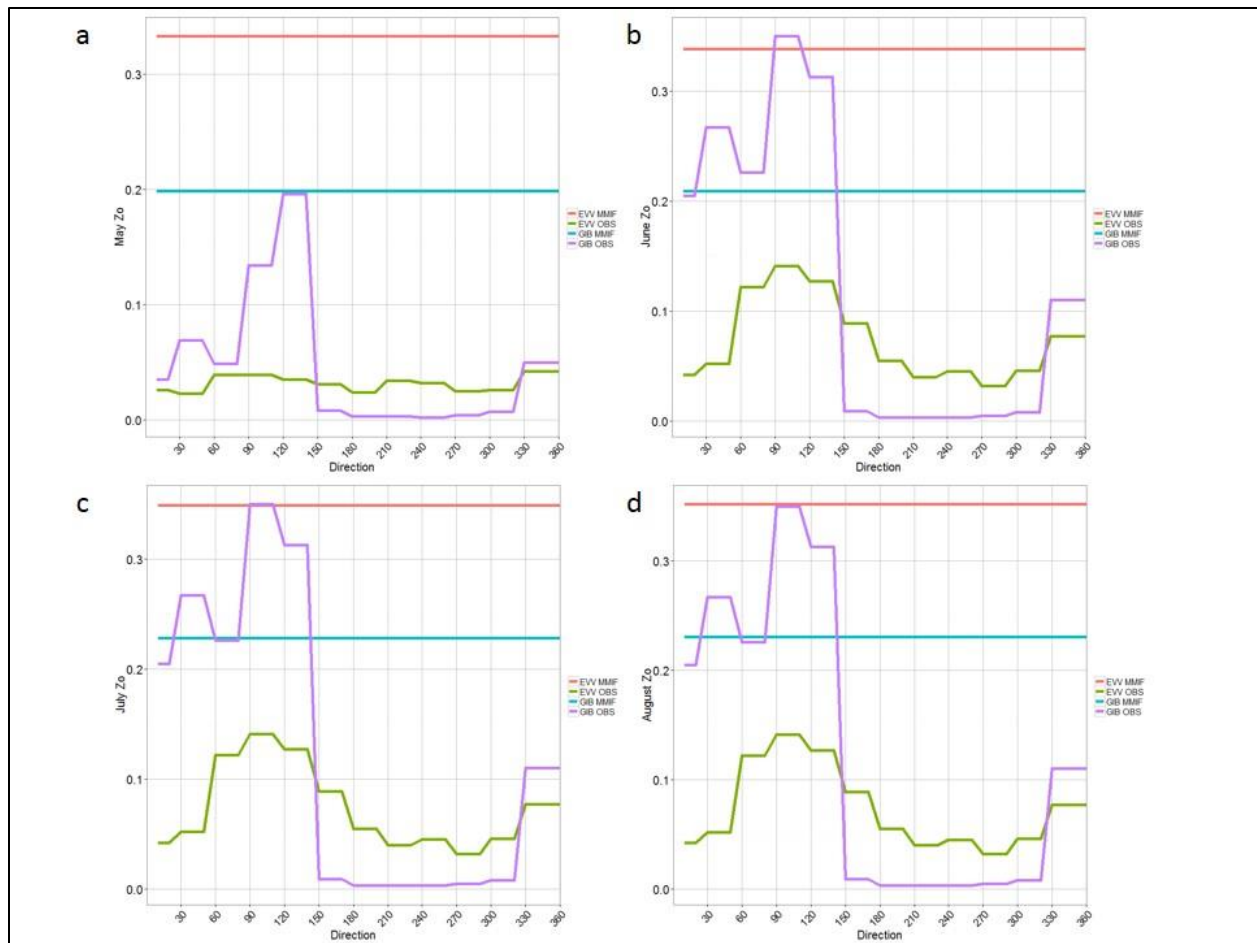 a
0.3
0.2
0.1
0.0
May Zo
30 60 90 120 150 180 210 240 270 300 330 360
Direction
EVV MMIF
EVV OBS
GIB MMIF
GIB OBS
b
0.3
0.2
0.1
0.0
June Zo
30 60 90 120 150 180 210 240 270 300 330 360
Direction
EVV MMIF
EVV OBS
GIB MMIF
GIB OBS
c
0.3
0.2
0.1
0.0
July Zo
30 60 90 120 150 180 210 240 270 300 330 360
Direction
EVV MMIF
EVV OBS
GIB MMIF
GIB OBS
d
0.3
0.2
0.1
0.0
August Zo
30 60 90 120 150 180 210 240 270 300 330 360
Direction
EVV MMIF
EVV OBS
GIB MMIF
GIB OBS